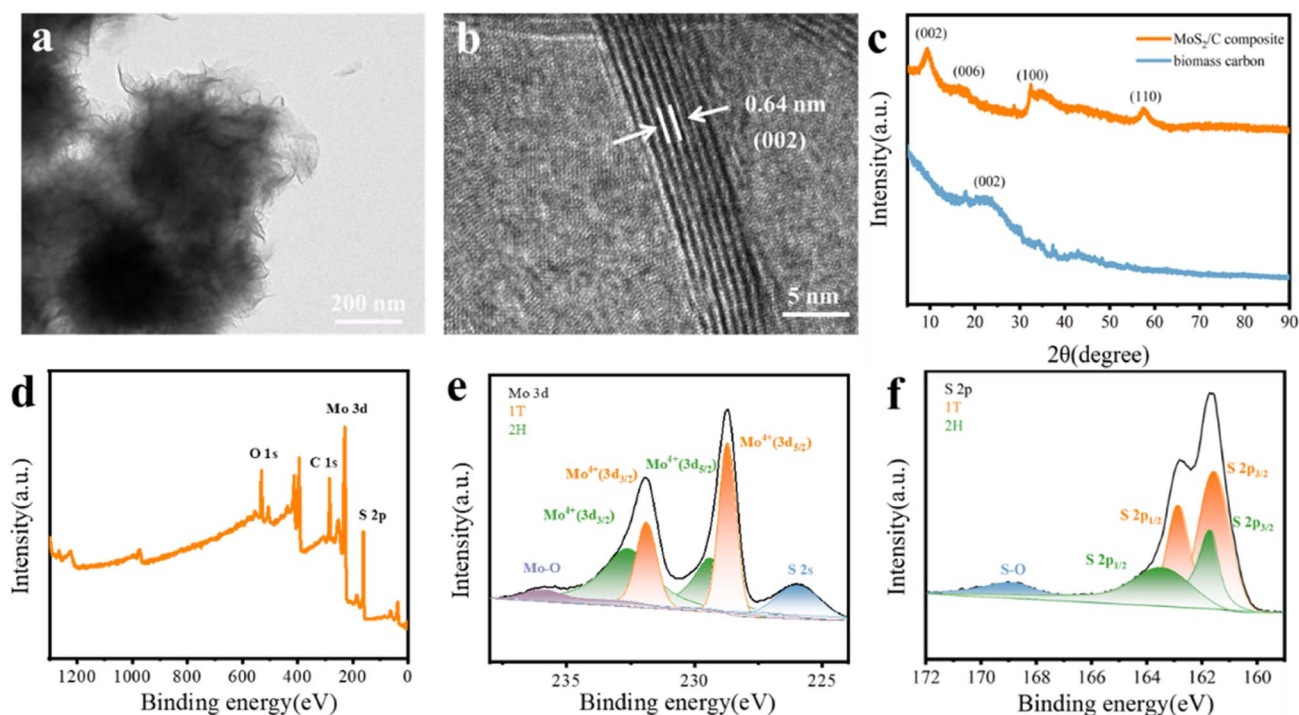 a
200 nm
b
0.64 nm
(002)
5 nm
c
MoS₂/C composite
biomass carbon
(002)
(006)
(100)
(110)
(002)
Intensity(a.u.)
10 20 30 40 50 60 70 80 90
2θ(degree)
d
Mo 3d
O 1s
C 1s
S 2p
Intensity(a.u.)
1200 1000 800 600 400 200 0
Binding energy(eV)
e
Mo 3d
1T
2H
Mo⁴⁺(3d₅/₂)
Mo⁴⁺(3d₅/₂)
Mo⁴⁺(3d₃/₂)
Mo⁴⁺(3d₃/₂)
Mo-O
S 2s
Intensity(a.u.)
235 230 225
Binding energy(eV)
f
S 2p
1T
2H
S 2p₃/₂
S 2p₁/₂
S 2p₃/₂
S 2p₁/₂
S-O
Intensity(a.u.)
172 170 168 166 164 162 160
Binding energy(eV)